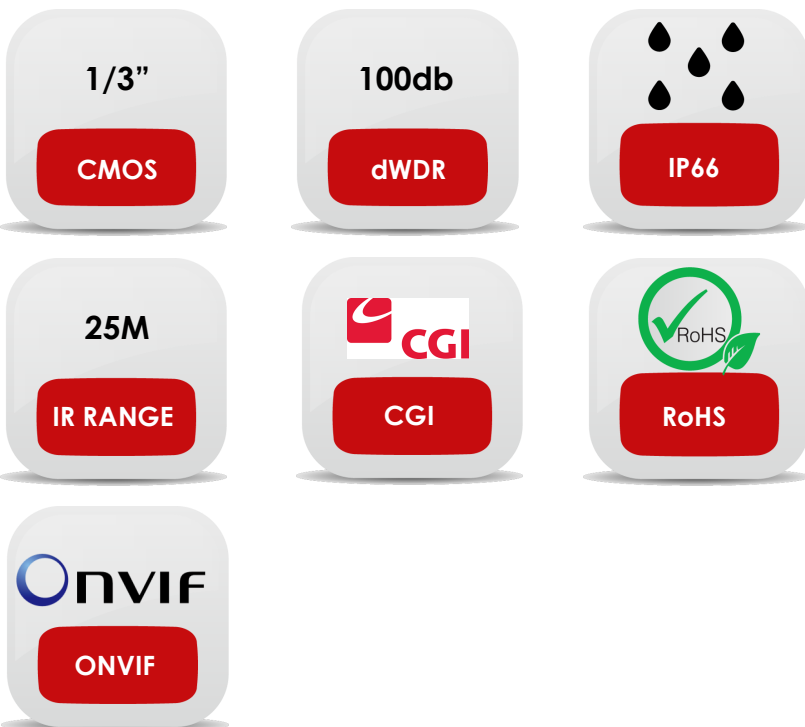 1/3”
CMOS
100db
dWDR
IP66
25M
IR RANGE
CGI
CGI
RoHS
RoHS
ONVIF
ONVIF